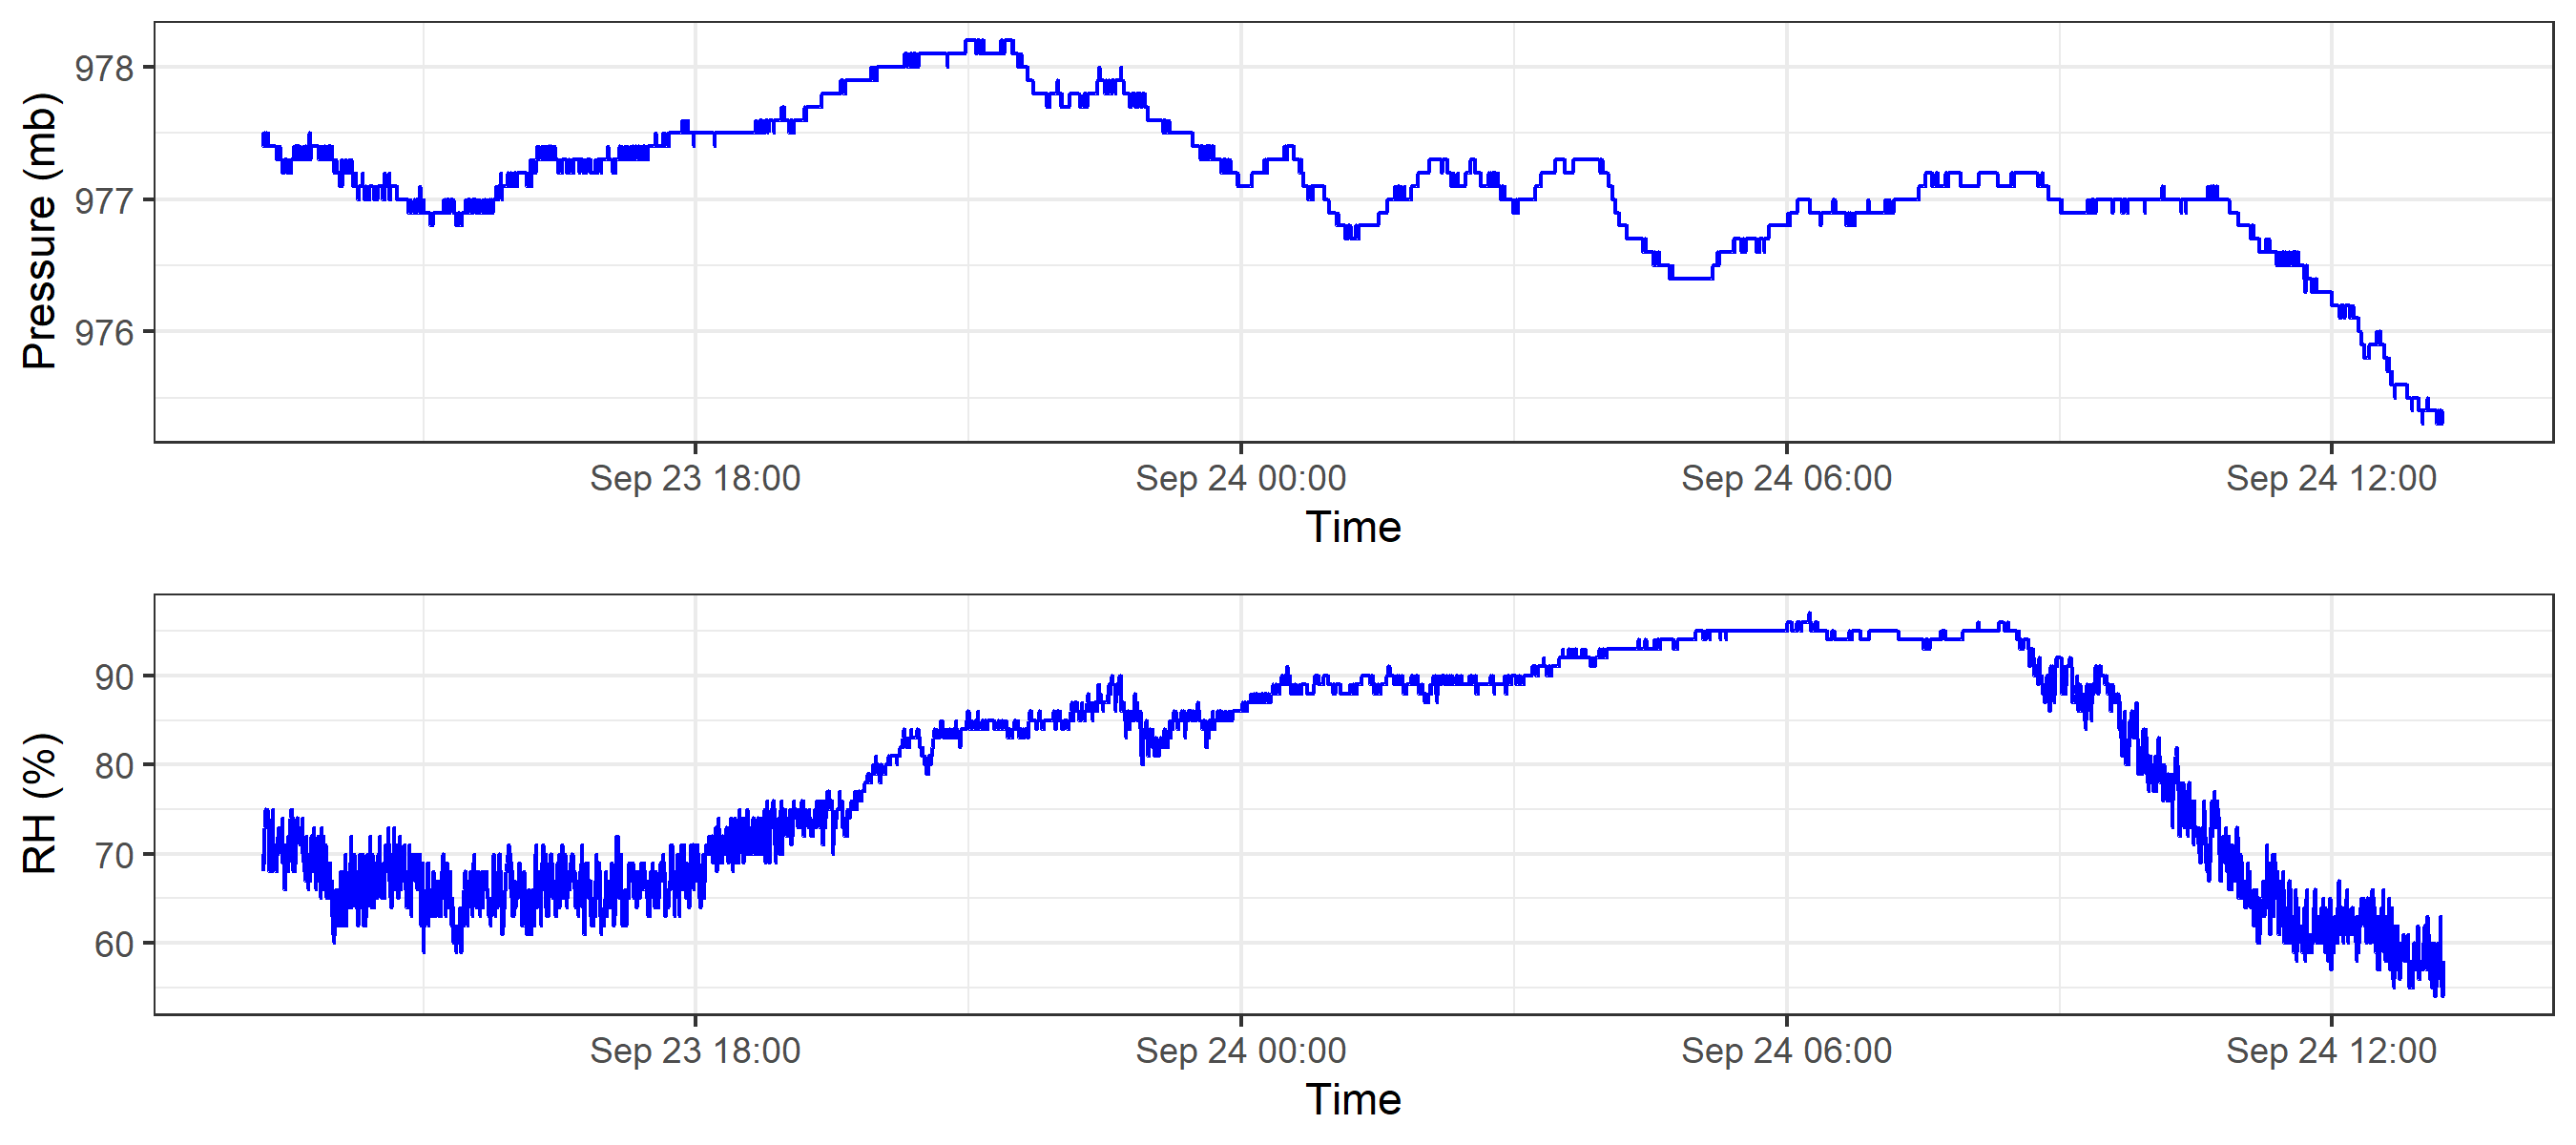 Pressure (mb)
978
977
976
Sep 23 18:00
Sep 24 00:00
Sep 24 06:00
Sep 24 12:00
Time
RH (%)
90
80
70
60
Sep 23 18:00
Sep 24 00:00
Sep 24 06:00
Sep 24 12:00
Time